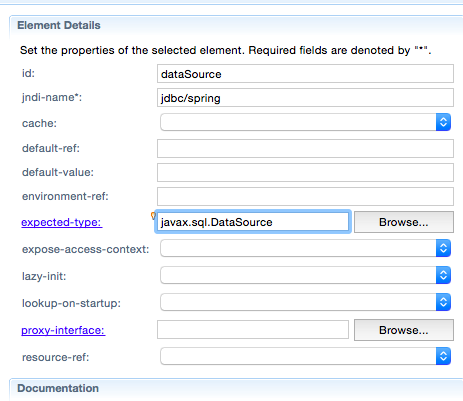 Element Details
Set the properties of the selected element. Required fields are denoted by "*".
id: dataSource
jndi-name*: jdbc/spring
cache:
default-ref:
default-value:
environment-ref:
expected-type: javax.sql.DataSource Browse...
expose-access-context:
lazy-init:
lookup-on-startup:
proxy-interface: Browse...
resource-ref:
Documentation